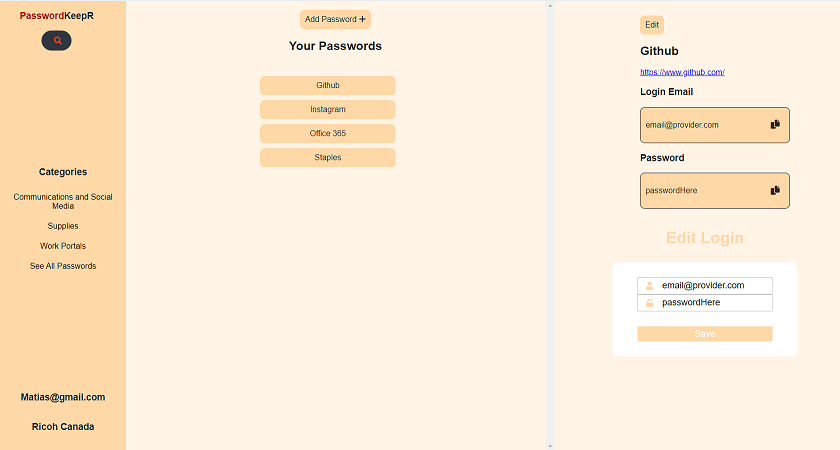 PasswordKeepR
Categories
Communications and Social
Media
Supplies
Work Portals
See All Passwords
Matias@gmail.com
Ricoh Canada
Add Password
Your Passwords
Github
Instagram
Office 365
Staples
Edit
Github
https://www.github.com/
Login Email
email@provider.com
Password
passwordHere
Edit Login
email@provider.com
passwordHere
Save